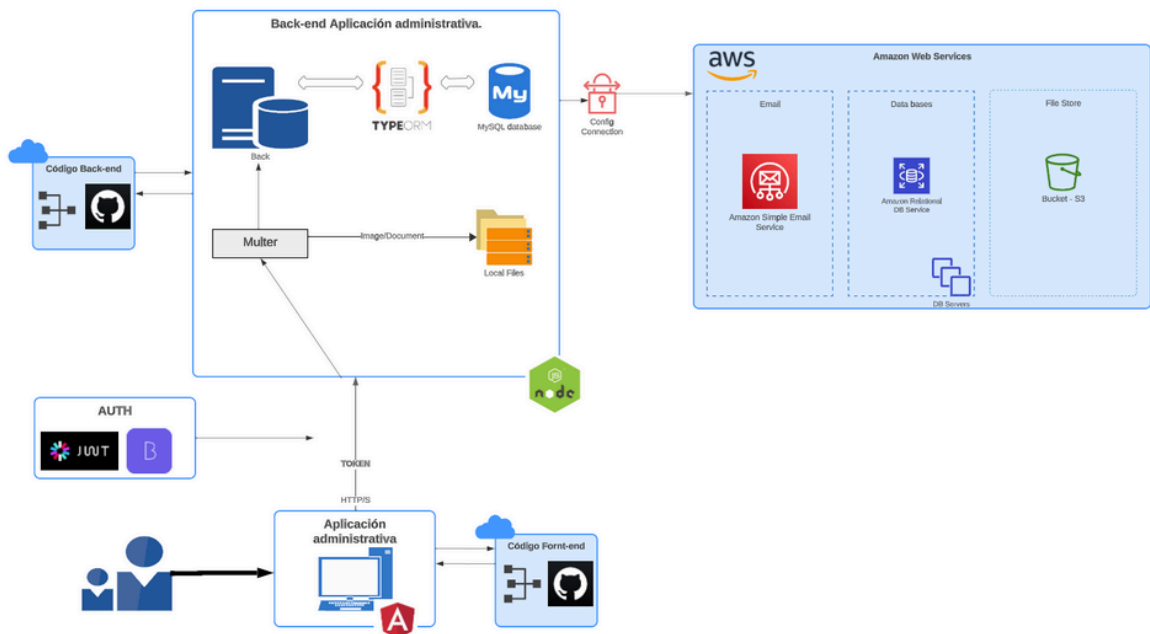 Back-end Aplicación administrativa.
TYPEORM
My
MySQL database
Back
Config
Connection
aws
Amazon Web Services
Email
Data bases
File Store
Amazon Simple Email
Service
Amazon Relational
DB Service
Bucket - S3
DB Servers
Código Back-end
Multer
Image/Document
Local Files
JS
node
AUTH
JWT
B
TOKEN
HTTP/S
Aplicación
administrativa
A
Código Fornt-end